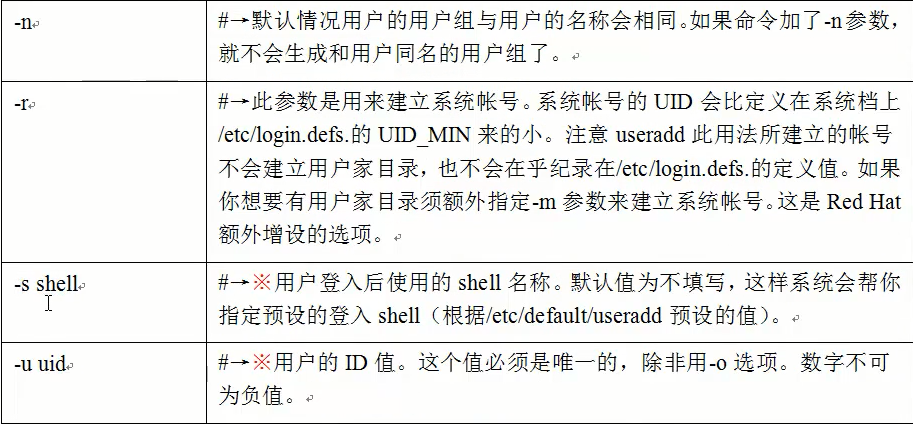 -n
#→默认情况用户的用户组与用户的名称会相同。如果命令加了-n参数，
就不会生成和用户同名的用户组了。
-r
#→此参数是用来建立系统帐号。系统帐号的 UID 会比定义在系统档上
/etc/login.defs.的 UID_MIN 来的小。注意 useradd 此用法所建立的帐号
不会建立用户家目录，也不会在乎纪录在/etc/login.defs.的定义值。如果
你想要有用户家目录须额外指定-m 参数来建立系统帐号。这是 Red Hat
额外增设的选项。
-s shell
#→※用户登入后使用的 shell 名称。默认值为不填写，这样系统会帮你
指定预设的登入 shell（根据/etc/default/useradd 预设的值）。
-u uid
#→※用户的 ID 值。这个值必须是唯一的，除非用-o 选项。数字不可
为负值。